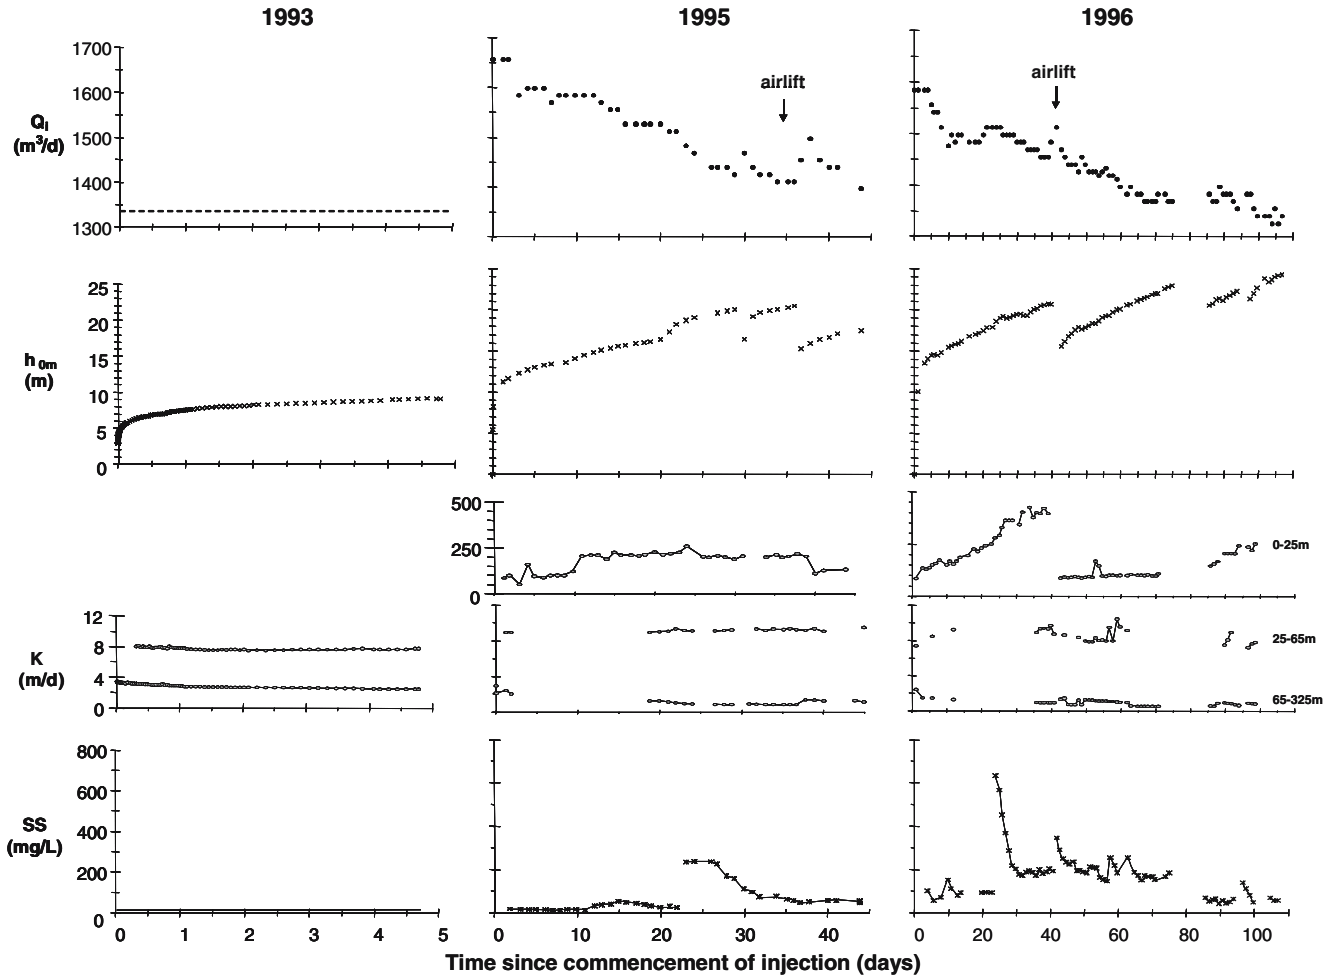 1993 1995 1996
1700
1600
1500
1400
1300
QI
(m3/d)
airlift
airlift
0 1 2 3 4 5
0 10 20 30 40
0 20 40 60 80 100
25
20
15
10
5
0
h 0m
(m)
500
250
0
0-25m
12
8
4
0
K
(m/d)
25-65m
65-325m
800
600
400
200
0
SS
(mg/L)
Time since commencement of injection (days)